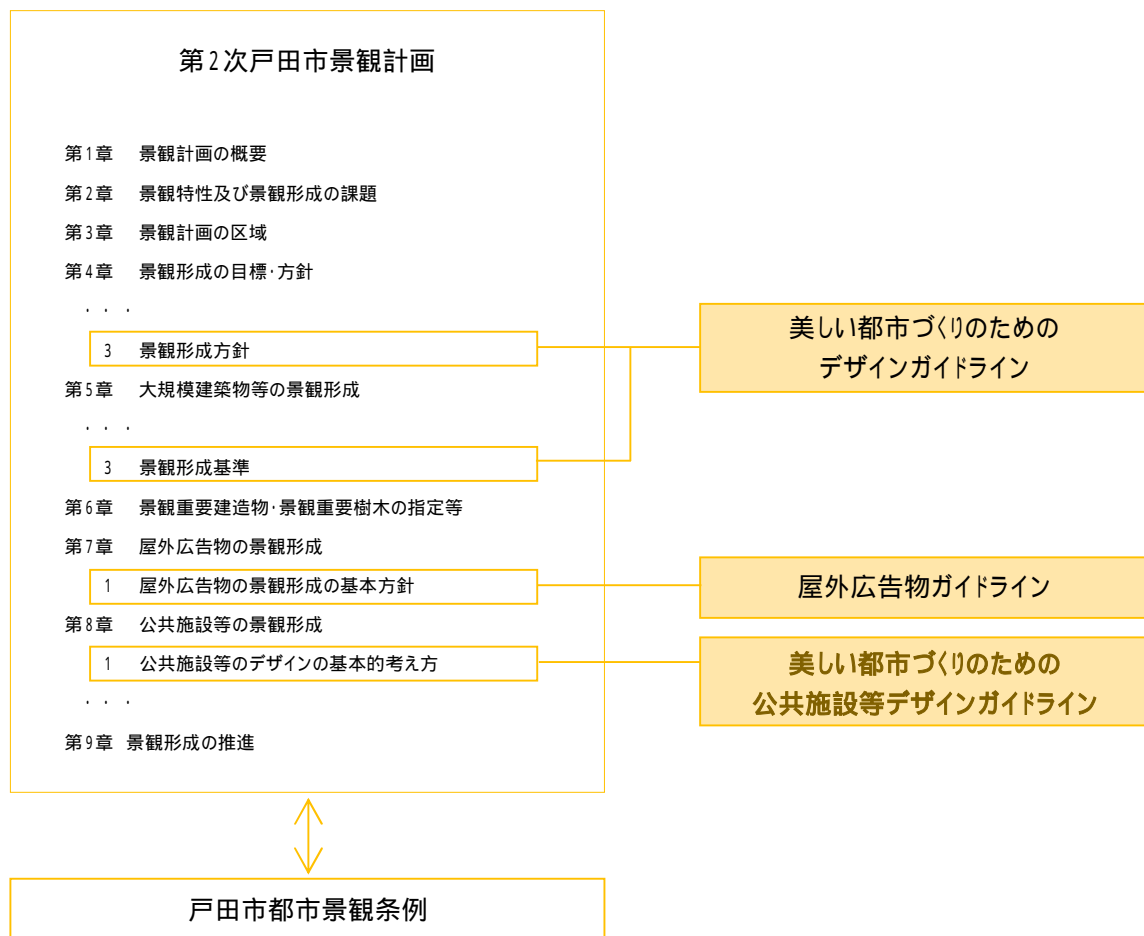 第2次戸田市景観計画
第1章 景観計画の概要
第2章 景観特性及び景観形成の課題
第3章 景観計画の区域
第4章 景観形成の目標・方針
・・・
3 景観形成方針
第5章 大規模建築物等の景観形成
・・・
3 景観形成基準
第6章 景観重要建造物・景観重要樹木の指定等
第7章 屋外広告物の景観形成
1 屋外広告物の景観形成の基本方針
第8章 公共施設等の景観形成
1 公共施設等のデザインの基本的考え方
・・・
第9章 景観形成の推進
美しい都市づくりのための
デザインガイドライン
屋外広告物ガイドライン
美しい都市づくりのための
公共施設等デザインガイドライン
戸田市都市景観条例